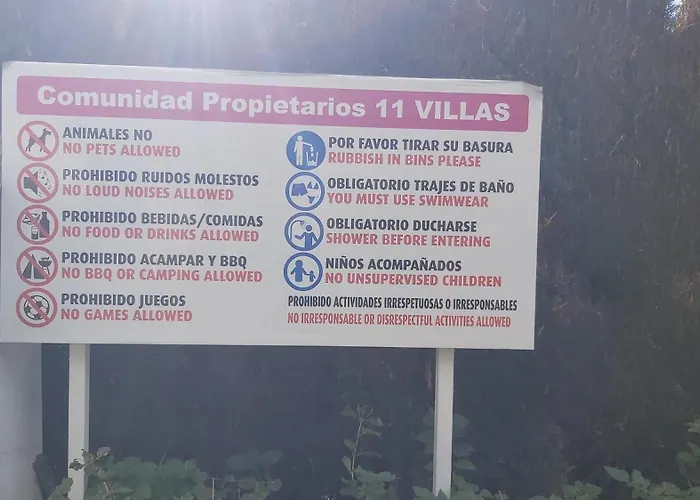 Comunidad Propietarios 11 VILLAS
ANIMALES NO
NO PETS ALLOWED
PROHIBIDO RUIDOS MOLESTOS
NO LOUD NOISES ALLOWED
PROHIBIDO BEBIDAS/COMIDAS
NO FOOD OR DRINKS ALLOWED
PROHIBIDO ACAMPAR Y BBQ
NO BBQ OR CAMPING ALLOWED
PROHIBIDO JUEGOS
NO GAMES ALLOWED
POR FAVOR TIRAR SU BASURA
RUBBISH IN BINS PLEASE
OBLIGATORIO TRAJES DE BAÑO
YOU MUST USE SWIMWEAR
OBLIGATORIO DUCHARSE
SHOWER BEFORE ENTERING
NIÑOS ACOMPAÑADOS
NO UNSUPERVISED CHILDREN
PROHIBIDO ACTIVIDADES IRRESPETUOSAS O IRRESPONSABLES
NO IRRESPONSABLE OR DISRESPECTFUL ACTIVITIES ALLOWED